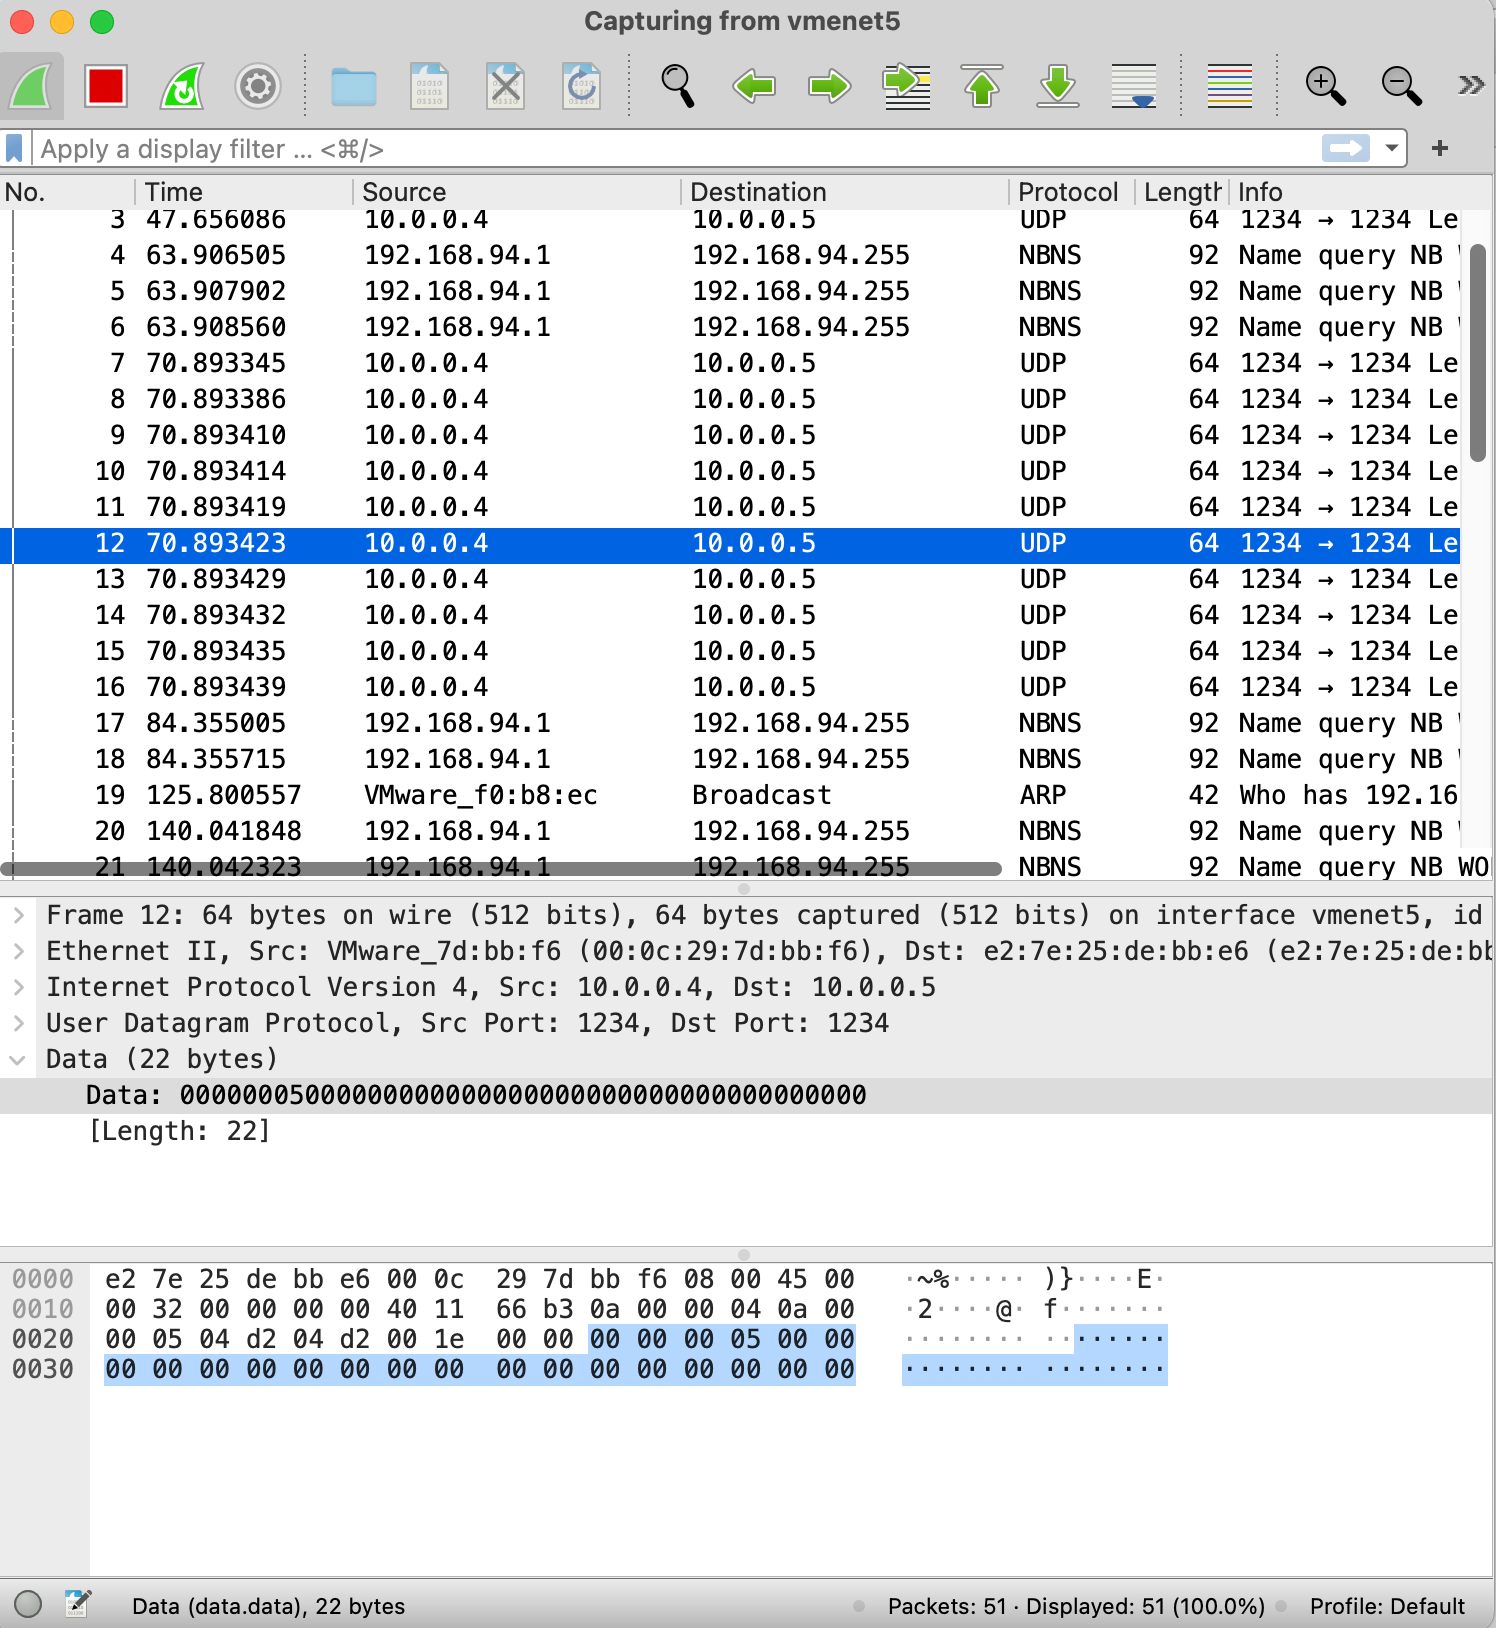 Capturing from vmenet5
Apply a display filter ... <⌘/>
+
No. Time Source Destination Protocol Length Info
3 47.656086 10.0.0.4 10.0.0.5 UDP 64 1234 → 1234 Le
4 63.906505 192.168.94.1 192.168.94.255 NBNS 92 Name query NB
5 63.907902 192.168.94.1 192.168.94.255 NBNS 92 Name query NB
6 63.908560 192.168.94.1 192.168.94.255 NBNS 92 Name query NB
7 70.893345 10.0.0.4 10.0.0.5 UDP 64 1234 → 1234 Le
8 70.893386 10.0.0.4 10.0.0.5 UDP 64 1234 → 1234 Le
9 70.893410 10.0.0.4 10.0.0.5 UDP 64 1234 → 1234 Le
10 70.893414 10.0.0.4 10.0.0.5 UDP 64 1234 → 1234 Le
11 70.893419 10.0.0.4 10.0.0.5 UDP 64 1234 → 1234 Le
12 70.893423 10.0.0.4 10.0.0.5 UDP 64 1234 → 1234 Le
13 70.893429 10.0.0.4 10.0.0.5 UDP 64 1234 → 1234 Le
14 70.893432 10.0.0.4 10.0.0.5 UDP 64 1234 → 1234 Le
15 70.893435 10.0.0.4 10.0.0.5 UDP 64 1234 → 1234 Le
16 70.893439 10.0.0.4 10.0.0.5 UDP 64 1234 → 1234 Le
17 84.355005 192.168.94.1 192.168.94.255 NBNS 92 Name query NB
18 84.355715 192.168.94.1 192.168.94.255 NBNS 92 Name query NB
19 125.800557 VMware_f0:b8:ec Broadcast ARP 42 Who has 192.16
20 140.041848 192.168.94.1 192.168.94.255 NBNS 92 Name query NB
21 140.042323 192.168.94.1 192.168.94.255 NBNS 92 Name query NB WO
Frame 12: 64 bytes on wire (512 bits), 64 bytes captured (512 bits) on interface vmenet5, id
Ethernet II, Src: VMware_7d:bb:f6 (00:0c:29:7d:bb:f6), Dst: e2:7e:25:de:bb:e6 (e2:7e:25:de:bb
Internet Protocol Version 4, Src: 10.0.0.4, Dst: 10.0.0.5
User Datagram Protocol, Src Port: 1234, Dst Port: 1234
Data (22 bytes)
Data: 00000005000000000000000000000000000000000000
[Length: 22]
0000 e2 7e 25 de bb e6 00 0c 29 7d bb f6 08 00 45 00 ·~%····· )}····E·
0010 00 32 00 00 00 00 40 11 66 b3 0a 00 00 04 0a 00 ·2····@· f·······
0020 00 05 04 d2 04 d2 00 1e 00 00 00 00 00 05 00 00 ········ ········
0030 00 00 00 00 00 00 00 00 00 00 00 00 00 00 00 00 ········ ········
Data (data.data), 22 bytes
Packets: 51 · Displayed: 51 (100.0%)
Profile: Default